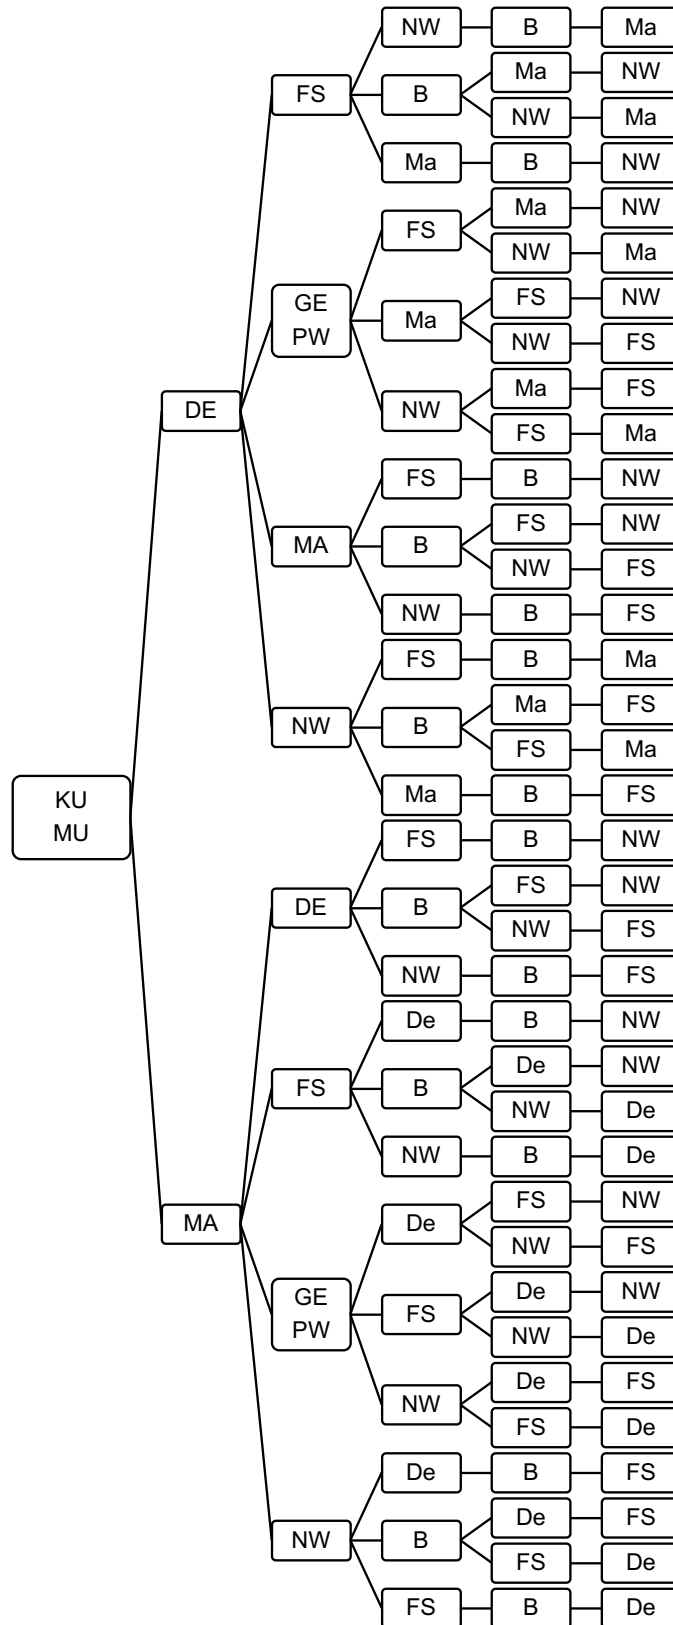 NW B Ma
Ma NW
FS B
NW Ma
Ma B NW
Ma NW
FS
NW Ma
GE
PW
FS NW
Ma
NW FS
Ma FS
DE NW
FS Ma
FS B NW
FS NW
MA B
NW FS
NW B FS
FS B Ma
Ma FS
NW B
FS Ma
Ma B FS
KU
MU
FS B NW
FS NW
DE B
NW FS
NW B FS
De B NW
De NW
FS B
NW De
NW B De
FS NW
MA De
NW FS
GE
PW
De NW
FS
NW De
De FS
NW
FS De
De B FS
De FS
NW B
FS De
FS B De